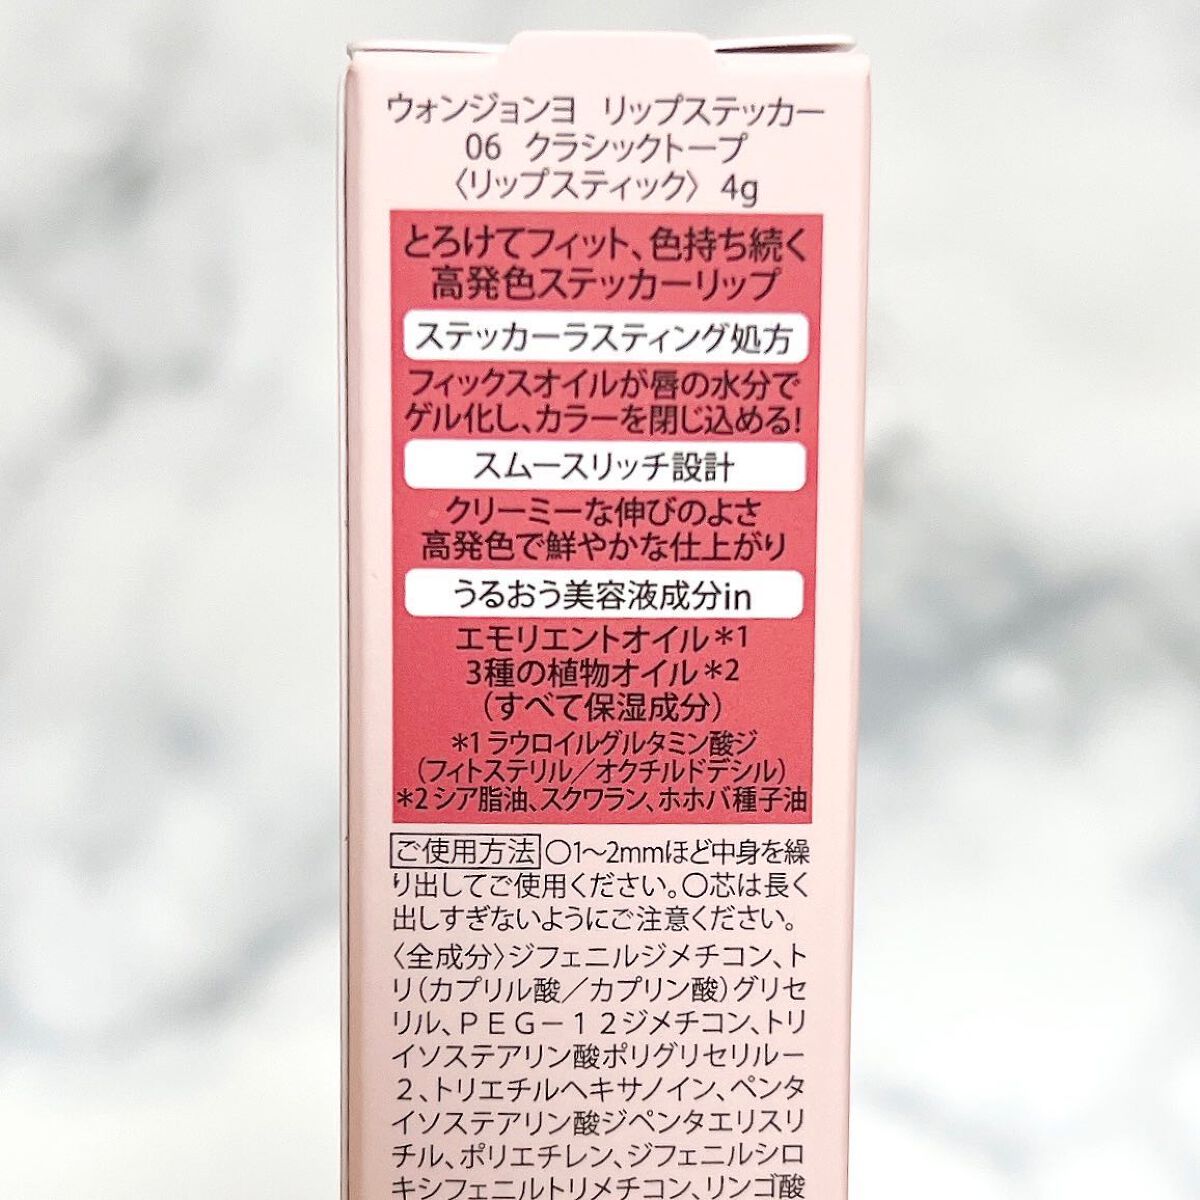 ウォンジョンヨ リップステッカー
06 クラシックトープ
〈リップスティック〉 4g
とろけてフィット、色持ち続く
高発色ステッカーリップ
ステッカーラスティング処方
フィックスオイルが唇の水分で
ゲル化し、カラーを閉じ込める!
スムースリッチ設計
クリーミーな伸びのよさ
高発色で鮮やかな仕上がり
うるおう美容液成分in
エモリエントオイル*1
3種の植物オイル*2
(すべて保湿成分)
*1 ラウロイルグルタミン酸ジ
(フィトステリル/オクチルドデシル)
*2 シア脂油、スクワラン、ホホバ種子油
ご使用方法 〇1〜2mmほど中身を繰
り出してご使用ください。〇芯は長く
出しすぎないようにご注意ください。
〈全成分〉ジフェニルジメチコン、ト
リ(カプリル酸/カプリン酸)グリセ
リル、ＰＥＧ－１２ジメチコン、トリ
イソステアリン酸ポリグリセリル－
２、トリエチルヘキサノイン、ペンタ
イソステアリン酸ジペンタエリスリ
チル、ポリエチレン、ジフェニルシロ
キシフェニルトリメチコン、リンゴ酸